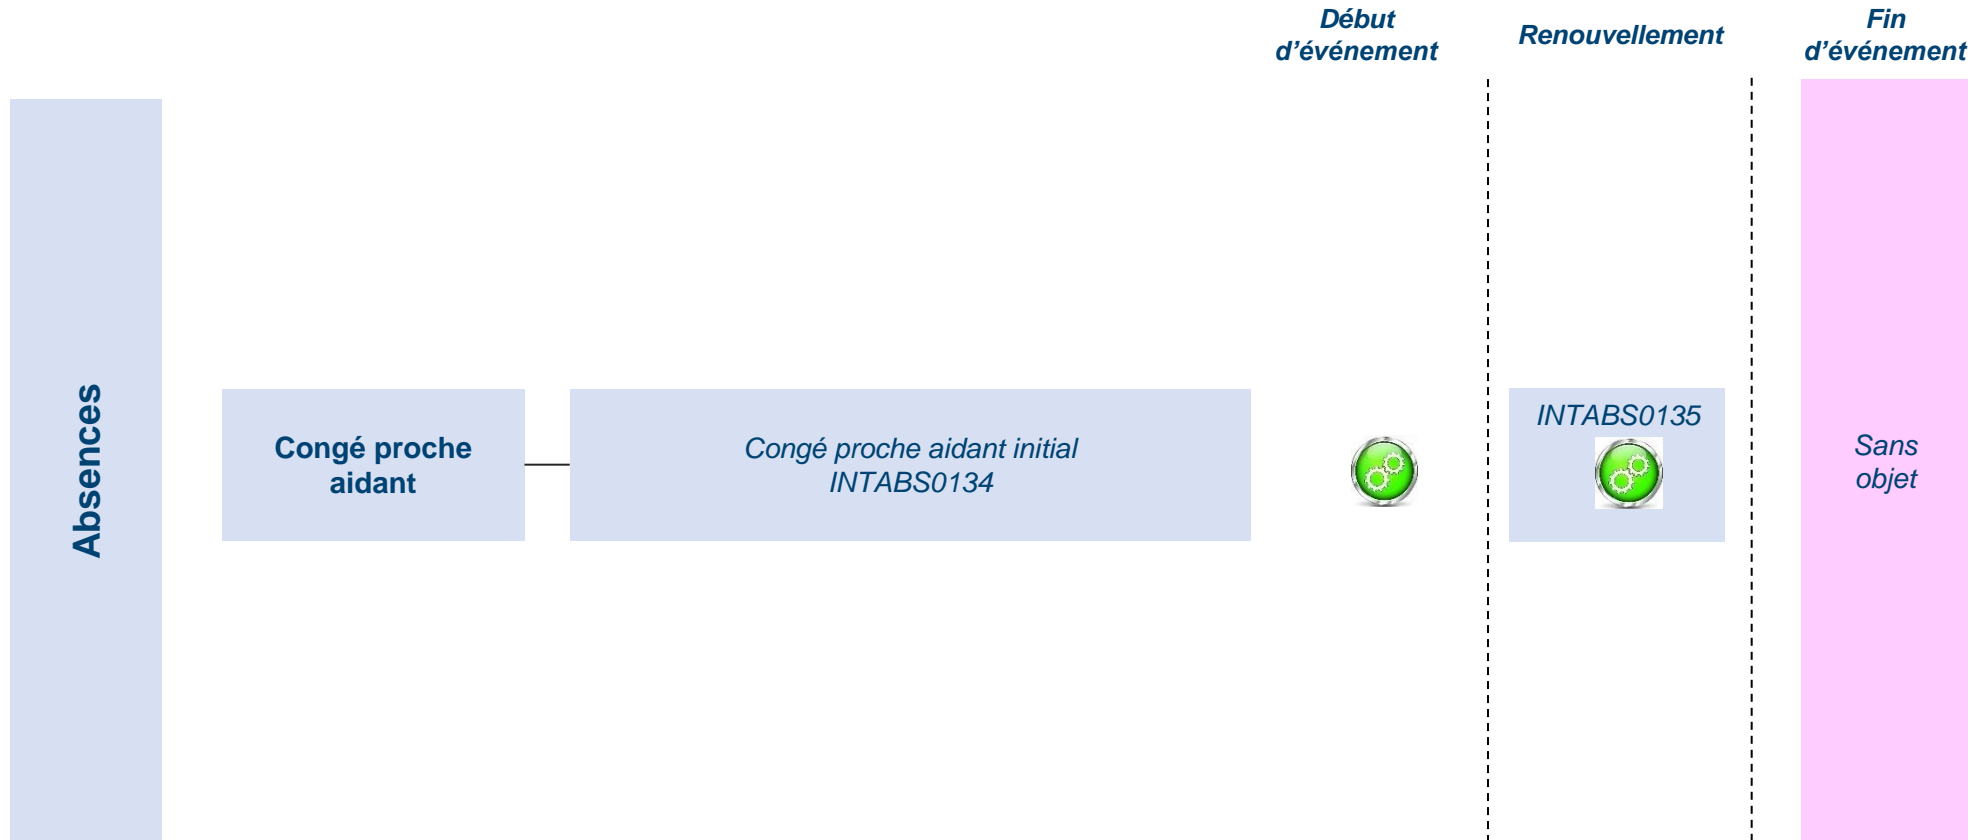 Début
d’événement
Renouvellement
Fin
d’événement
Absences
Congé proche
aidant
Congé proche aidant initial
INTABS0134
INTABS0135
Sans
objet